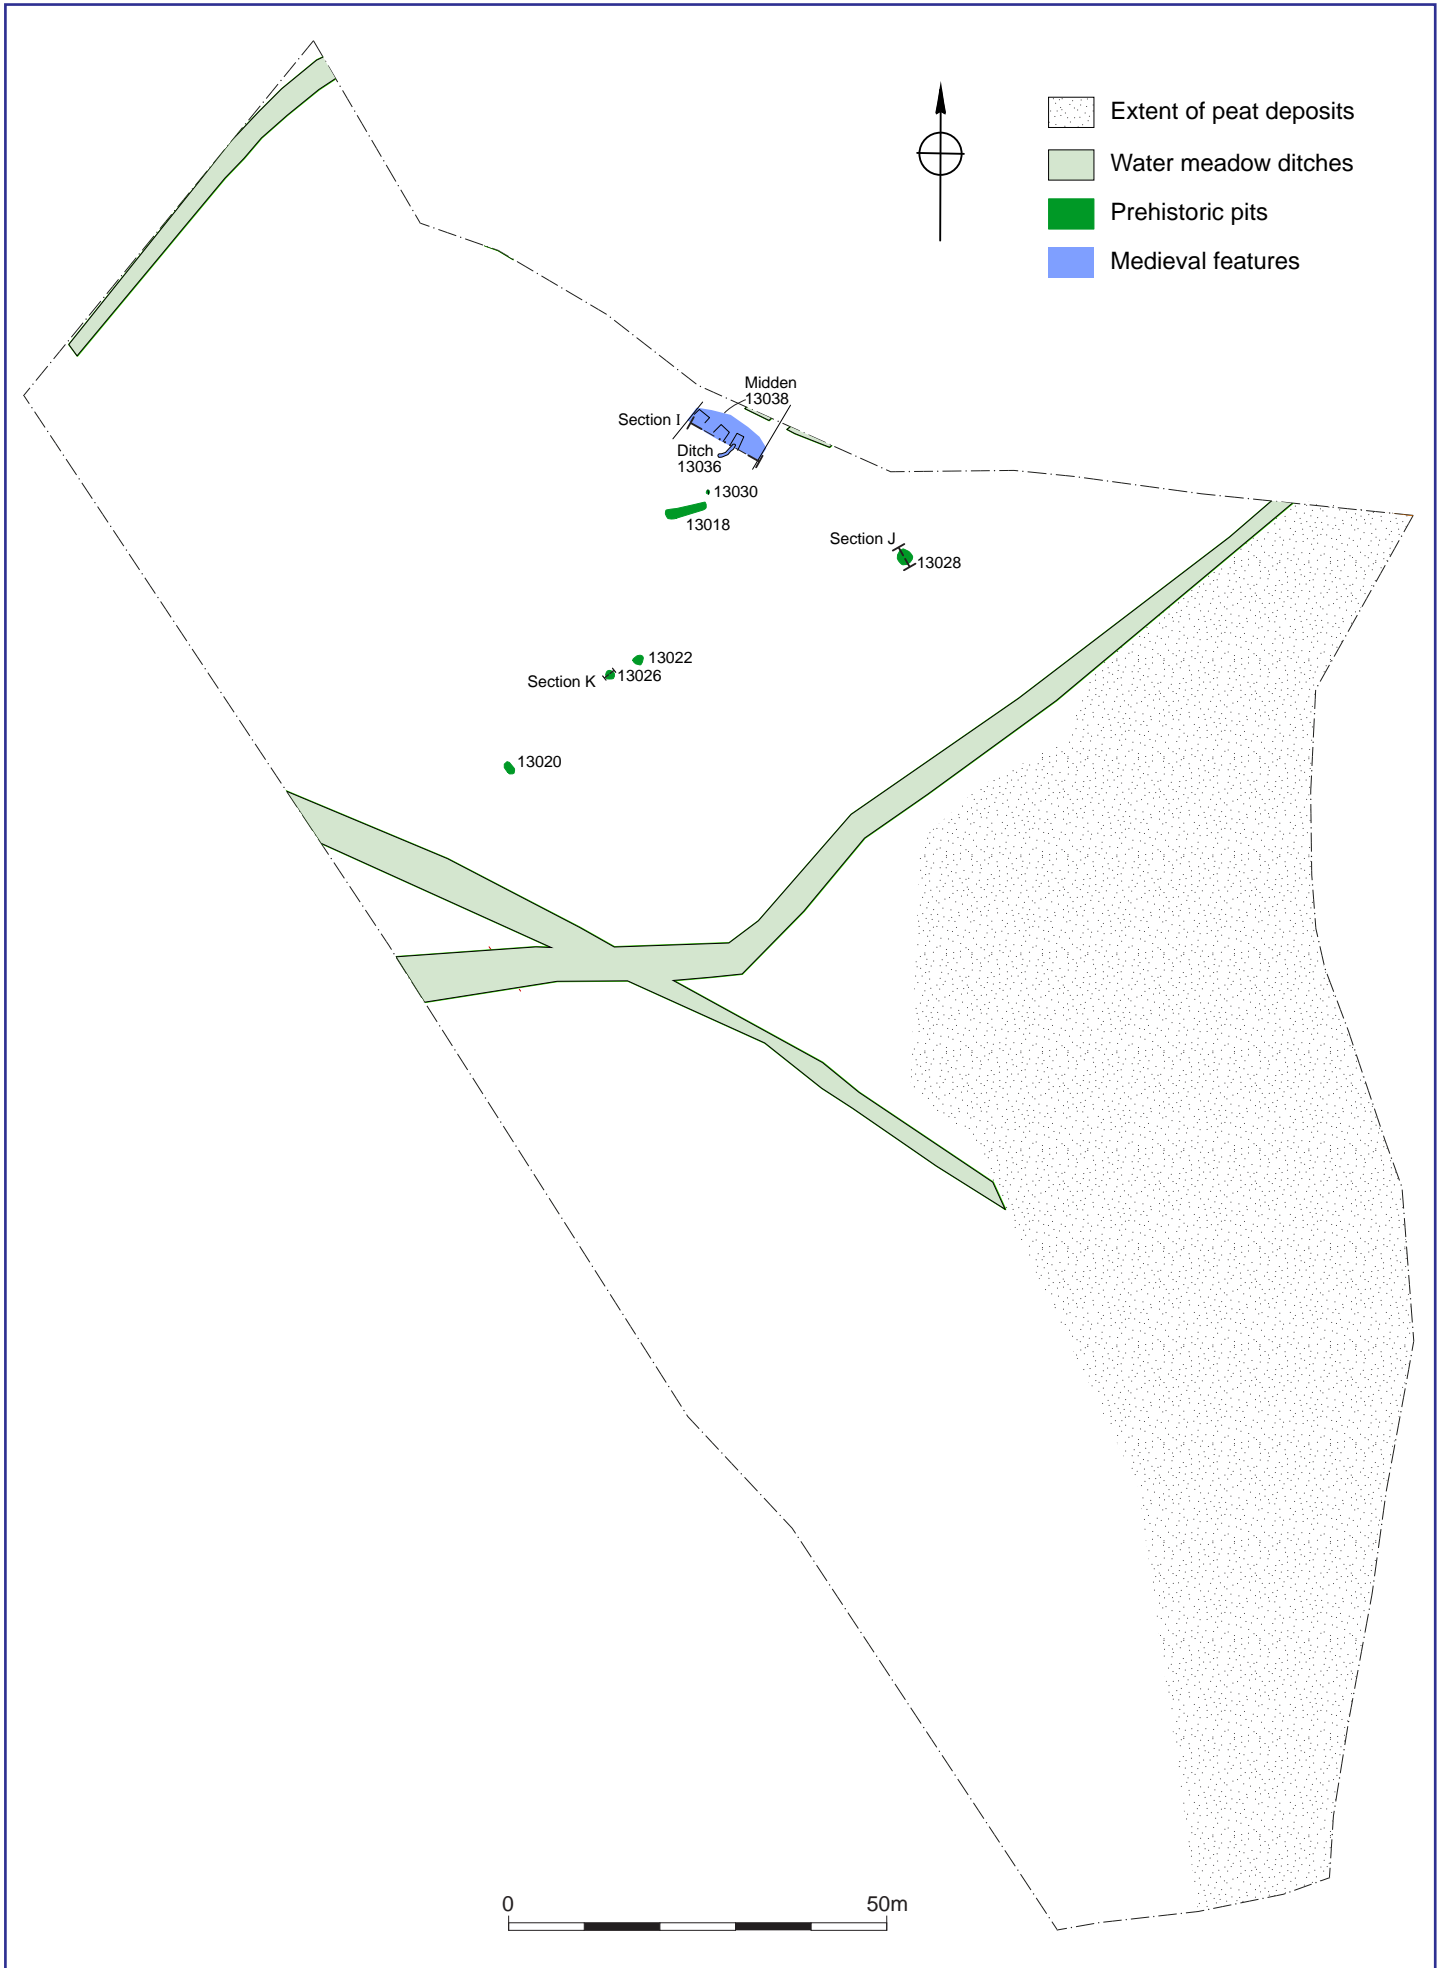 Extent of peat deposits
Water meadow ditches
Prehistoric pits
Medieval features
Midden
13038
Section I
Ditch
13036
13030
13018
Section J
13028
13022
13026
Section K
13020
0 50m